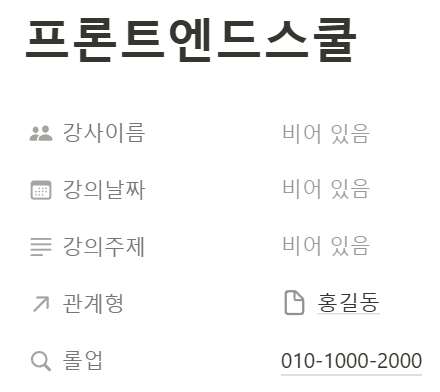 프론트엔드스쿨
강사이름 비어 있음
강의날짜 비어 있음
강의주제 비어 있음
관계형 홍길동
롤업 010-1000-2000